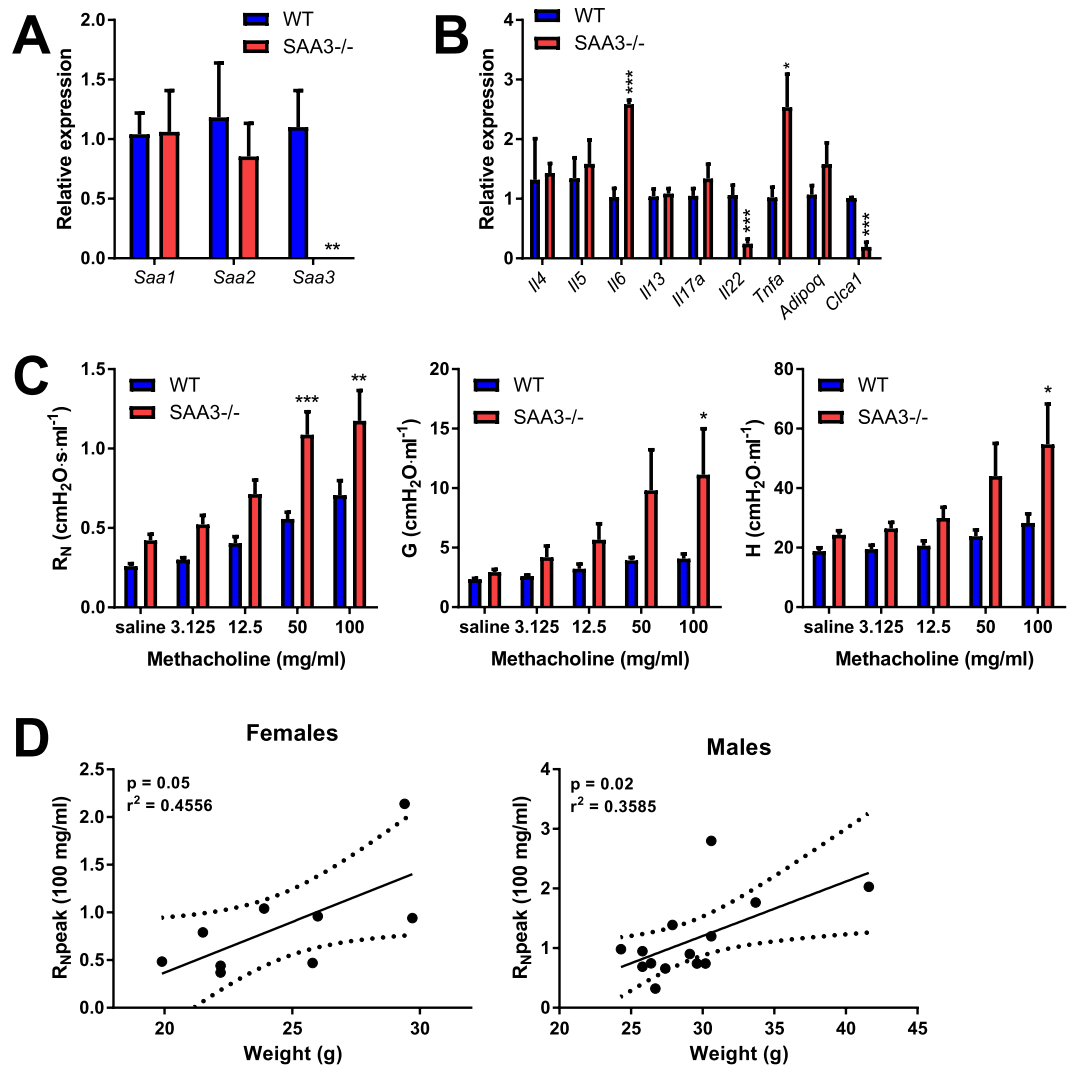 A
WT
SAA3-/-
Relative expression
2.0
1.5
1.0
0.5
0.0
**
Saa1 Saa2 Saa3
B
WT
SAA3-/-
Relative expression
4
3
2
1
0
*** *** * ***
Il4 Il5 Il6 Il13 Il17a Il22 Tnfa Adipoq Clca1
C
WT
SAA3-/-
R_N (cmH₂O·s·ml⁻¹)
1.5
1.0
0.5
0.0
*** **
saline 3.125 12.5 50 100
Methacholine (mg/ml)
WT
SAA3-/-
G (cmH₂O·ml⁻¹)
20
15
10
5
0
*
saline 3.125 12.5 50 100
Methacholine (mg/ml)
WT
SAA3-/-
H (cmH₂O·ml⁻¹)
80
60
40
20
0
*
saline 3.125 12.5 50 100
Methacholine (mg/ml)
D
Females
p = 0.05
r² = 0.4556
R_Npeak (100 mg/ml)
2.5
2.0
1.5
1.0
0.5
0.0
20 25 30
Weight (g)
Males
p = 0.02
r² = 0.3585
R_Npeak (100 mg/ml)
4
3
2
1
0
20 25 30 35 40 45
Weight (g)